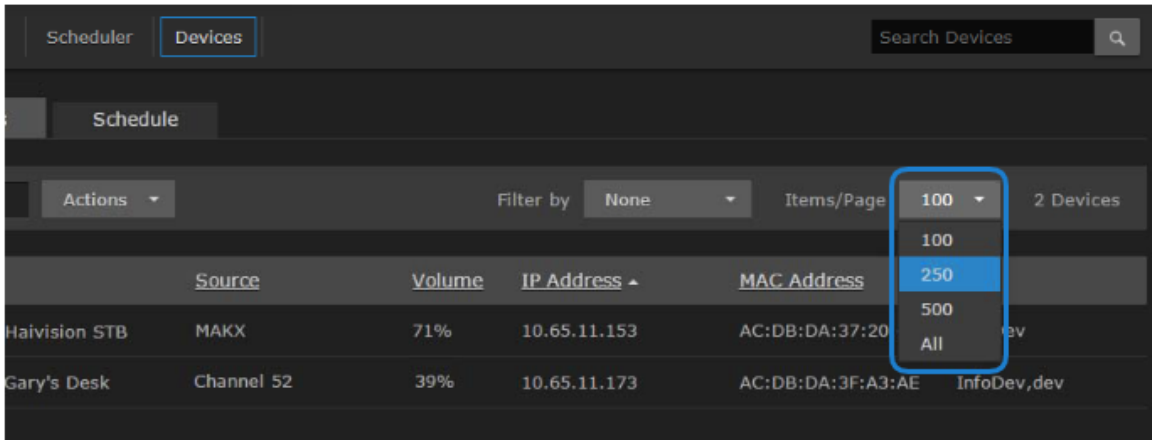 Scheduler Devices Search Devices
Schedule
Actions Filter by None Items/Page 100 2 Devices
100
Source Volume IP Address MAC Address 250
500
Haivision STB MAKX 71% 10.65.11.153 AC:DB:DA:37:20
All
Gary's Desk Channel 52 39% 10.65.11.173 AC:DB:DA:3F:A3:AE InfoDev,dev